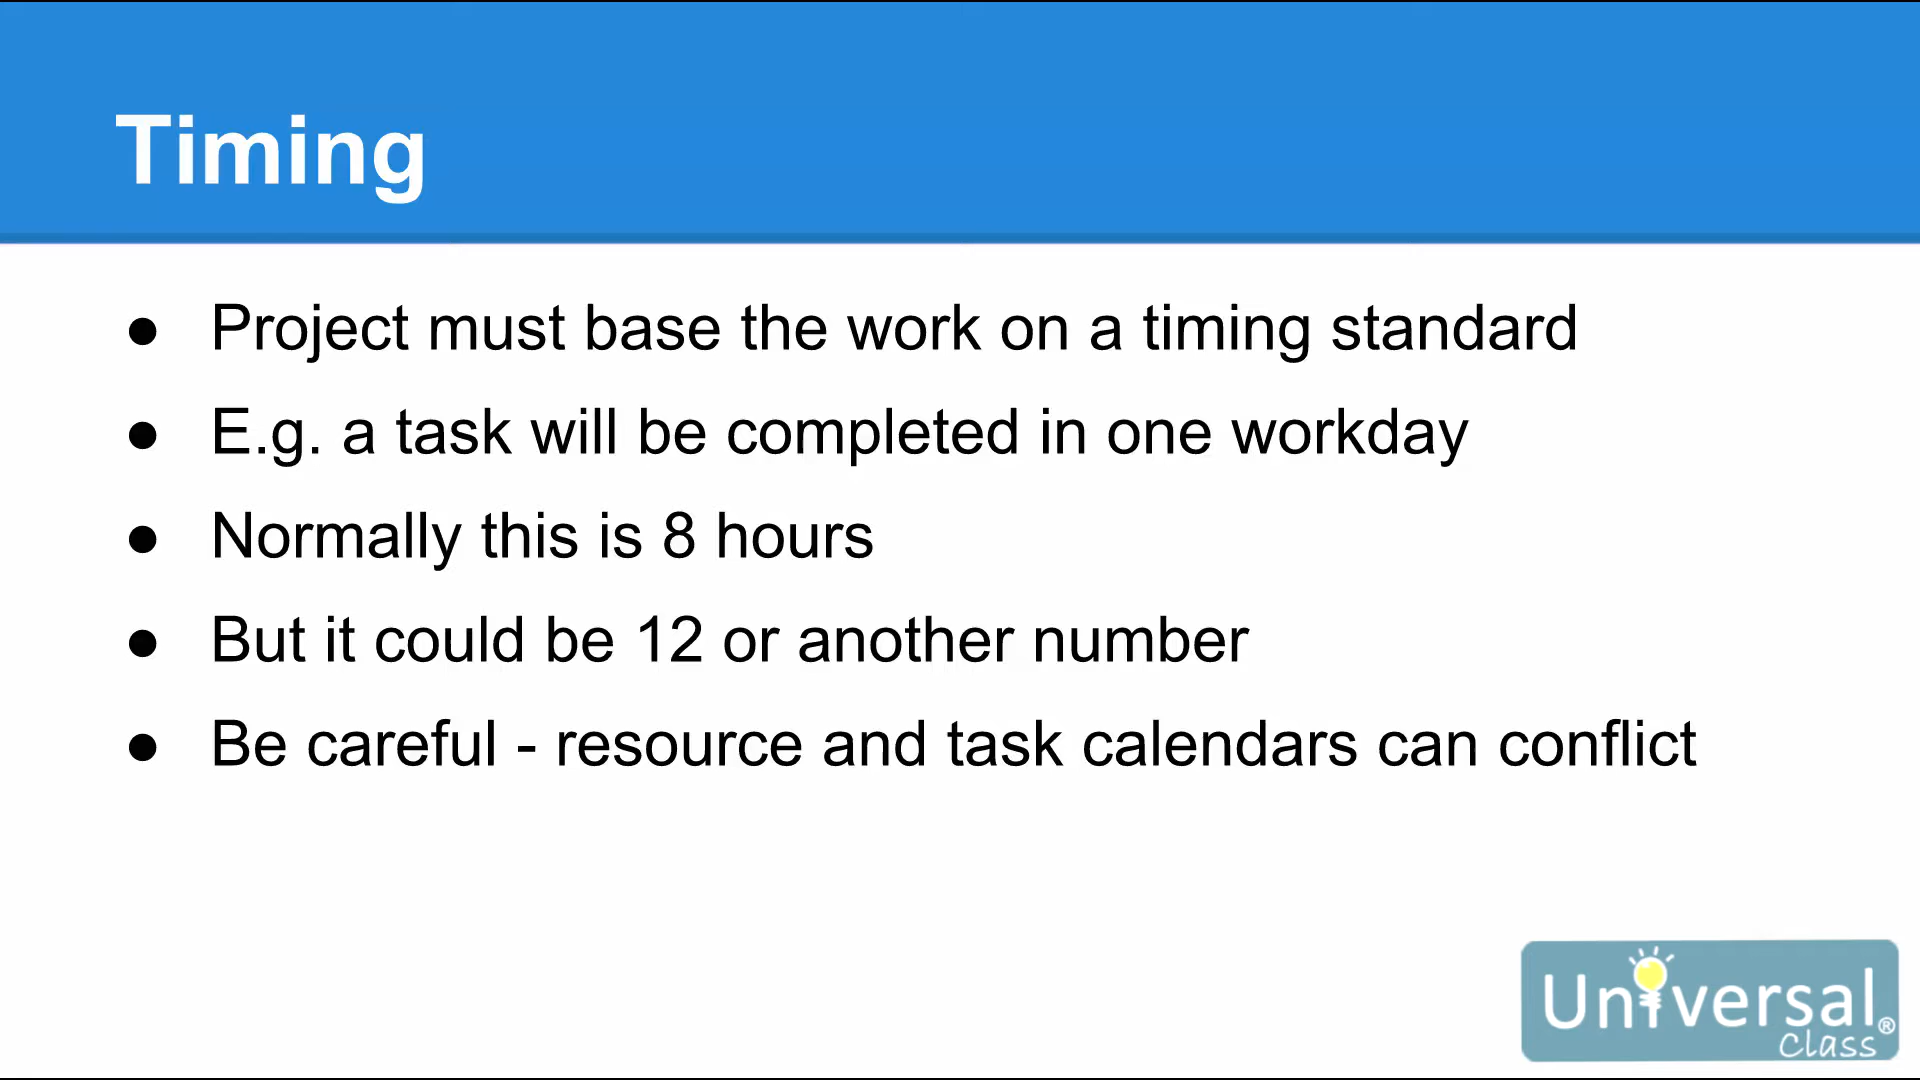 Timing
● Project must base the work on a timing standard
● E.g. a task will be completed in one workday
● Normally this is 8 hours
● But it could be 12 or another number
● Be careful - resource and task calendars can conflict
Universal®
Class